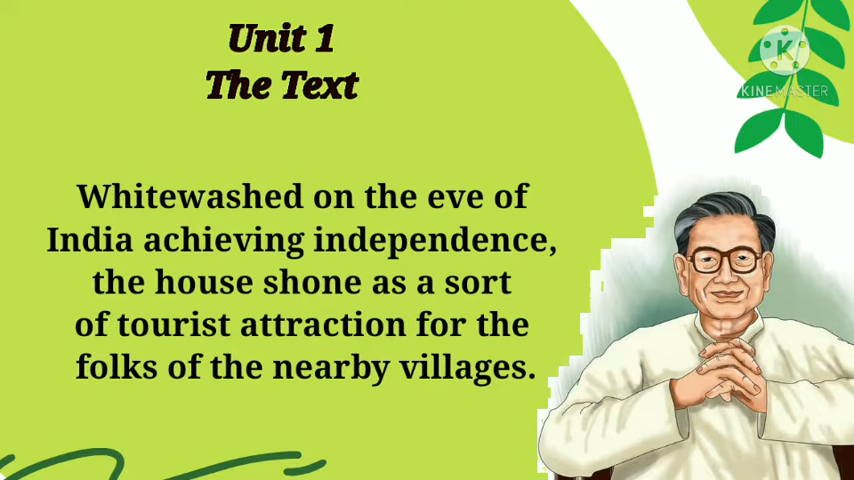 Unit 1
The Text
K
KINEMASTER
Whitewashed on the eve of
India achieving independence,
the house shone as a sort
of tourist attraction for the
folks of the nearby villages.